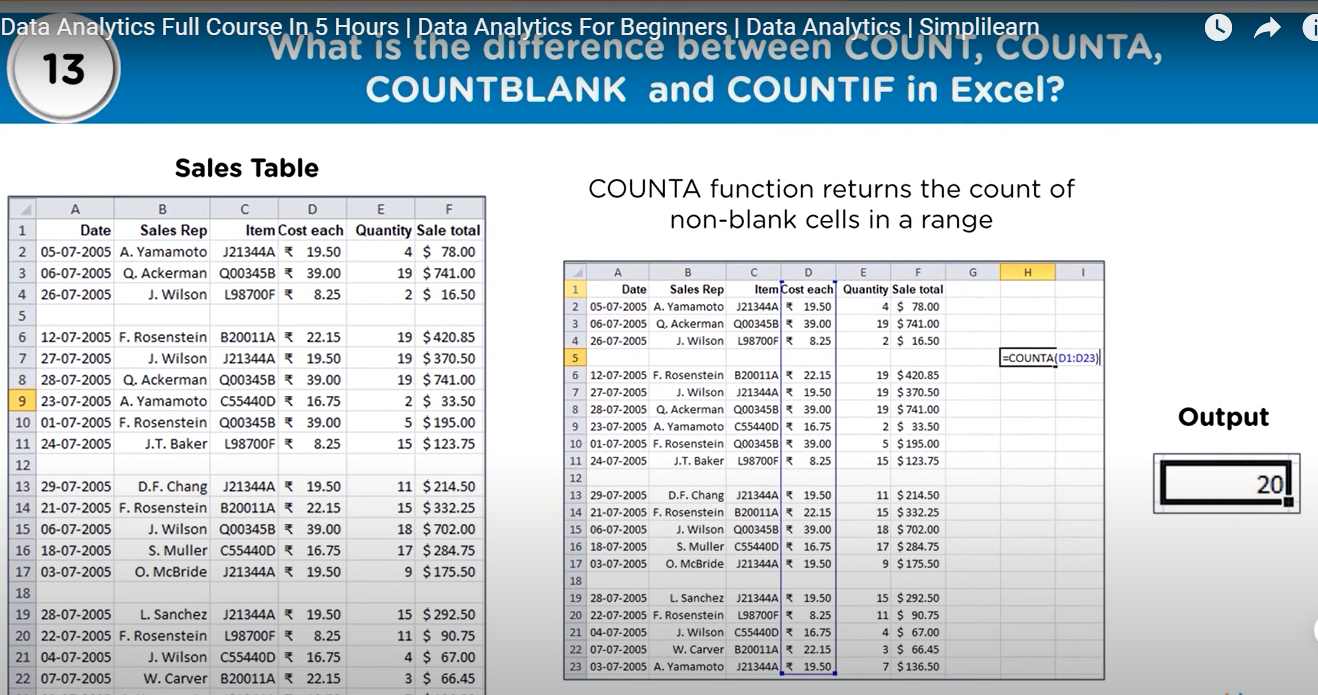 Data Analytics Full Course In 5 Hours | Data Analytics For Beginners | Data Analytics | Simplilearn
13
What is the difference between COUNT, COUNTA,
COUNTBLANK and COUNTIF in Excel?
Sales Table
A B C D E F
1 Date Sales Rep Item Cost each Quantity Sale total
2 05-07-2005 A. Yamamoto J21344A ₹ 19.50 4 $ 78.00
3 06-07-2005 Q. Ackerman Q00345B ₹ 39.00 19 $ 741.00
4 26-07-2005 J. Wilson L98700F ₹ 8.25 2 $ 16.50
5
6 12-07-2005 F. Rosenstein B20011A ₹ 22.15 19 $ 420.85
7 27-07-2005 J. Wilson J21344A ₹ 19.50 19 $ 370.50
8 28-07-2005 Q. Ackerman Q00345B ₹ 39.00 19 $ 741.00
9 23-07-2005 A. Yamamoto C55440D ₹ 16.75 2 $ 33.50
10 01-07-2005 F. Rosenstein Q00345B ₹ 39.00 5 $ 195.00
11 24-07-2005 J.T. Baker L98700F ₹ 8.25 15 $ 123.75
12
13 29-07-2005 D.F. Chang J21344A ₹ 19.50 11 $ 214.50
14 21-07-2005 F. Rosenstein B20011A ₹ 22.15 15 $ 332.25
15 06-07-2005 J. Wilson Q00345B ₹ 39.00 18 $ 702.00
16 18-07-2005 S. Muller C55440D ₹ 16.75 17 $ 284.75
17 03-07-2005 O. McBride J21344A ₹ 19.50 9 $ 175.50
18
19 28-07-2005 L. Sanchez J21344A ₹ 19.50 15 $ 292.50
20 22-07-2005 F. Rosenstein L98700F ₹ 8.25 11 $ 90.75
21 04-07-2005 J. Wilson C55440D ₹ 16.75 4 $ 67.00
22 07-07-2005 W. Carver B20011A ₹ 22.15 3 $ 66.45
COUNTA function returns the count of
non-blank cells in a range
A B C D E F G H I
1 Date Sales Rep Item Cost each Quantity Sale total
2 05-07-2005 A. Yamamoto J21344A ₹ 19.50 4 $ 78.00
3 06-07-2005 Q. Ackerman Q00345B ₹ 39.00 19 $ 741.00
4 26-07-2005 J. Wilson L98700F ₹ 8.25 2 $ 16.50
5 =COUNTA(D1:D23)
6 12-07-2005 F. Rosenstein B20011A ₹ 22.15 19 $ 420.85
7 27-07-2005 J. Wilson J21344A ₹ 19.50 19 $ 370.50
8 28-07-2005 Q. Ackerman Q00345B ₹ 39.00 19 $ 741.00
9 23-07-2005 A. Yamamoto C55440D ₹ 16.75 2 $ 33.50
10 01-07-2005 F. Rosenstein Q00345B ₹ 39.00 5 $ 195.00
11 24-07-2005 J.T. Baker L98700F ₹ 8.25 15 $ 123.75
12
13 29-07-2005 D.F. Chang J21344A ₹ 19.50 11 $ 214.50
14 21-07-2005 F. Rosenstein B20011A ₹ 22.15 15 $ 332.25
15 06-07-2005 J. Wilson Q00345B ₹ 39.00 18 $ 702.00
16 18-07-2005 S. Muller C55440D ₹ 16.75 17 $ 284.75
17 03-07-2005 O. McBride J21344A ₹ 19.50 9 $ 175.50
18
19 28-07-2005 L. Sanchez J21344A ₹ 19.50 15 $ 292.50
20 22-07-2005 F. Rosenstein L98700F ₹ 8.25 11 $ 90.75
21 04-07-2005 J. Wilson C55440D ₹ 16.75 4 $ 67.00
22 07-07-2005 W. Carver B20011A ₹ 22.15 3 $ 66.45
23 03-07-2005 A. Yamamoto J21344A ₹ 19.50 7 $ 136.50
Output
20